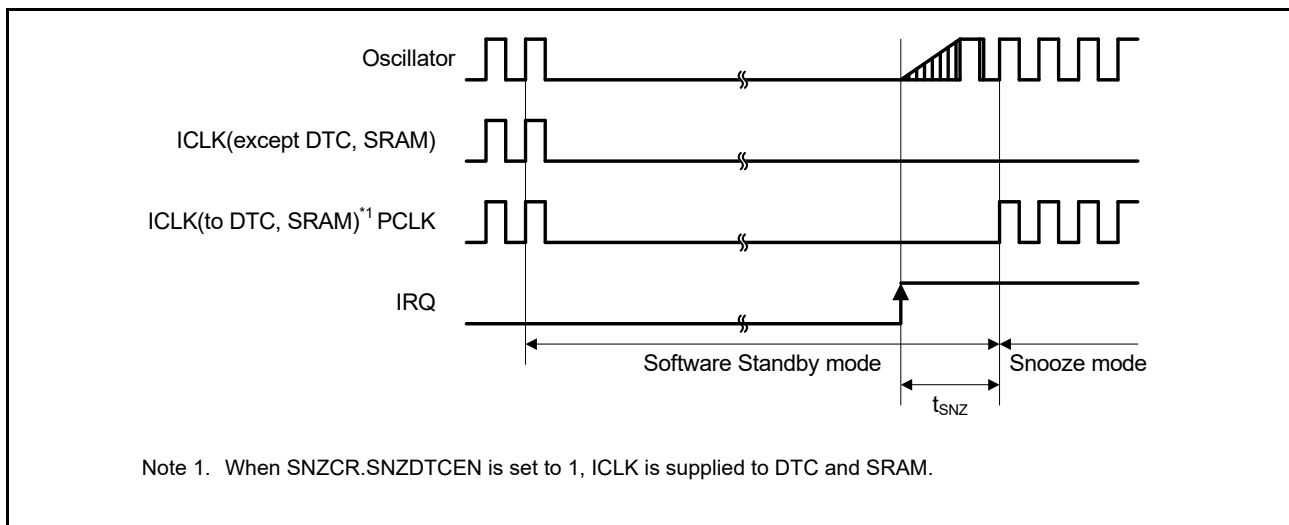 Oscillator
ICLK(except DTC, SRAM)
ICLK(to DTC, SRAM)*1 PCLK
IRQ
Software Standby mode
Snooze mode
tSNZ
Note 1. When SNZCR.SNZDTCEN is set to 1, ICLK is supplied to DTC and SRAM.